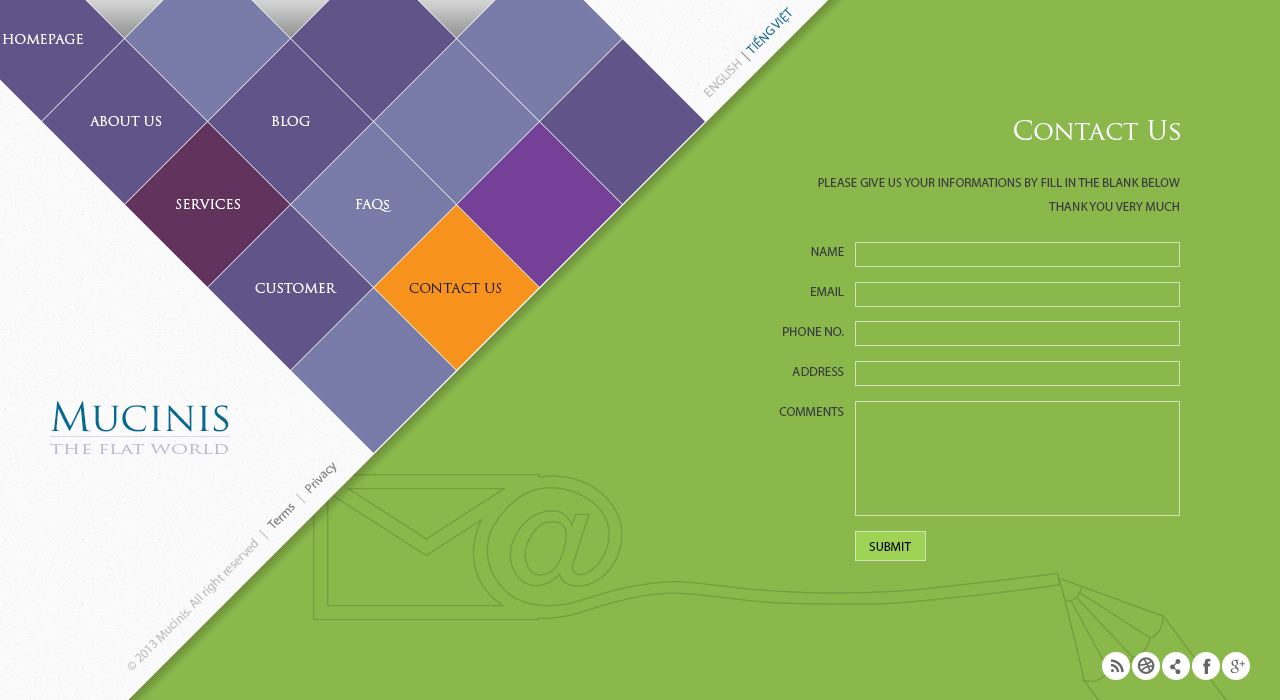 HOMEPAGE
ABOUT US
BLOG
SERVICES
FAQs
CUSTOMER
CONTACT US
ENGLISH | TIẾNG VIỆT
MUCINIS
THE FLAT WORLD
© 2013 Mucinis. All right reserved | Terms | Privacy
CONTACT US
PLEASE GIVE US YOUR INFORMATIONS BY FILL IN THE BLANK BELOW
THANK YOU VERY MUCH
NAME
EMAIL
PHONE NO.
ADDRESS
COMMENTS
SUBMIT